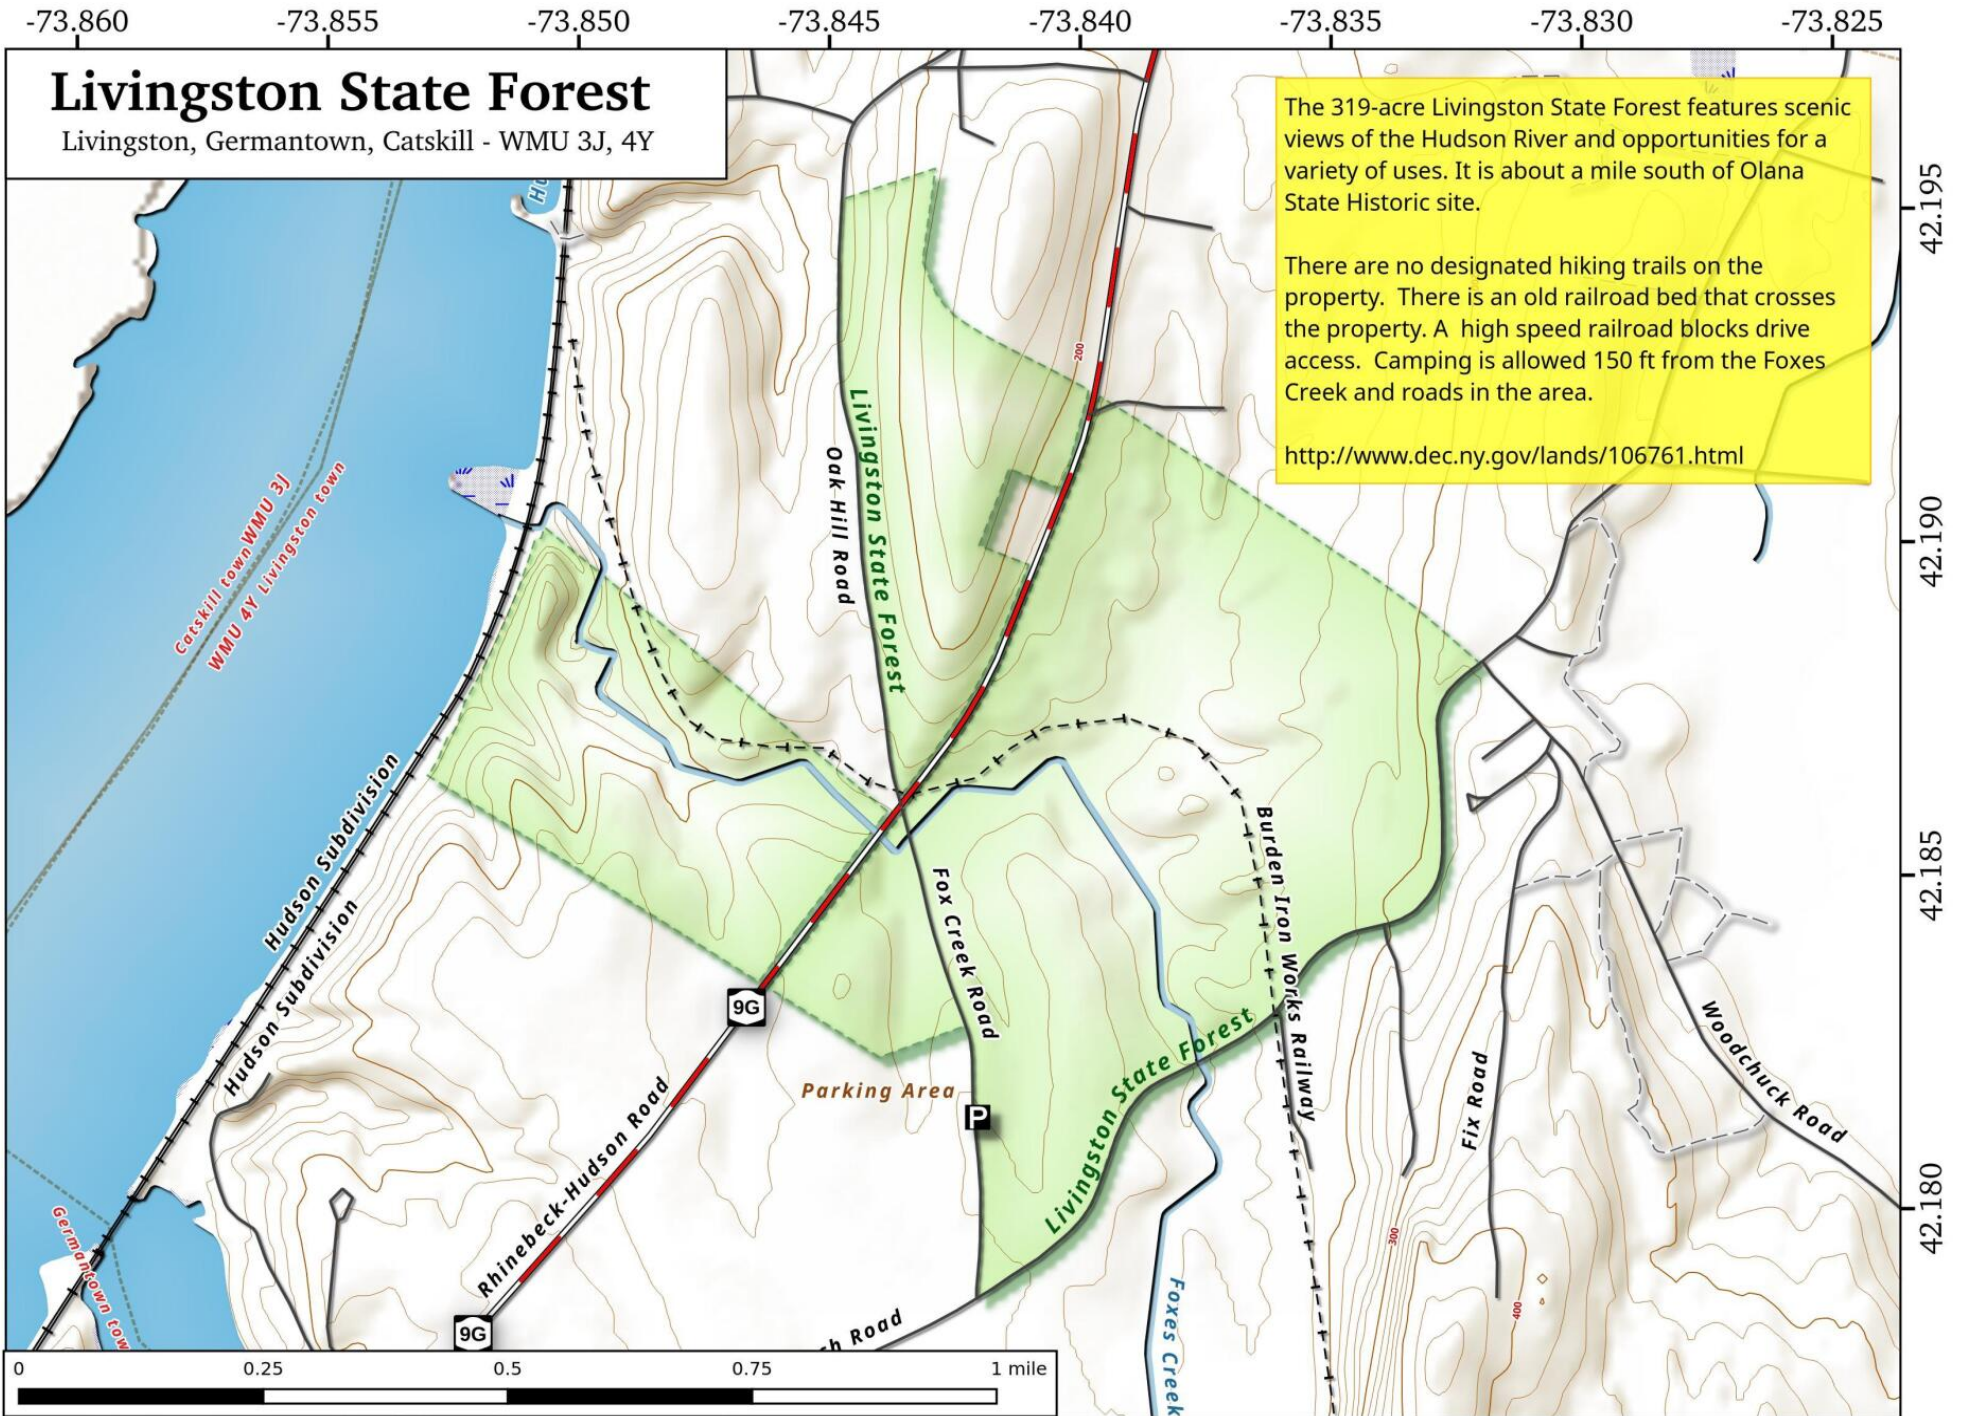 -73.860
-73.855
-73.850
-73.845
-73.840
-73.835
-73.830
-73.825
Livingston State Forest
Livingston, Germantown, Catskill - WMU 3J, 4Y
The 319-acre Livingston State Forest features scenic
views of the Hudson River and opportunities for a
variety of uses. It is about a mile south of Olana
State Historic site.
There are no designated hiking trails on the
property.  There is an old railroad bed that crosses
the property. A  high speed railroad blocks drive
access.  Camping is allowed 150 ft from the Foxes
Creek and roads in the area.
http://www.dec.ny.gov/lands/106761.html
42.195
42.190
42.185
42.180
200
Oak Hill Road
Livingston State Forest
Catskill town WMU 3J
WMU 4Y Livingston town
Hudson Subdivision
Hudson Subdivision
Fox Creek Road
Burden Iron Works Railway
9G
Parking Area
P
Livingston State Forest
Rhinebeck-Hudson Road
Fix Road
Woodchuck Road
Germantown tow
300
400
Foxes Creek
9G
Road
0
0.25
0.5
0.75
1 mile